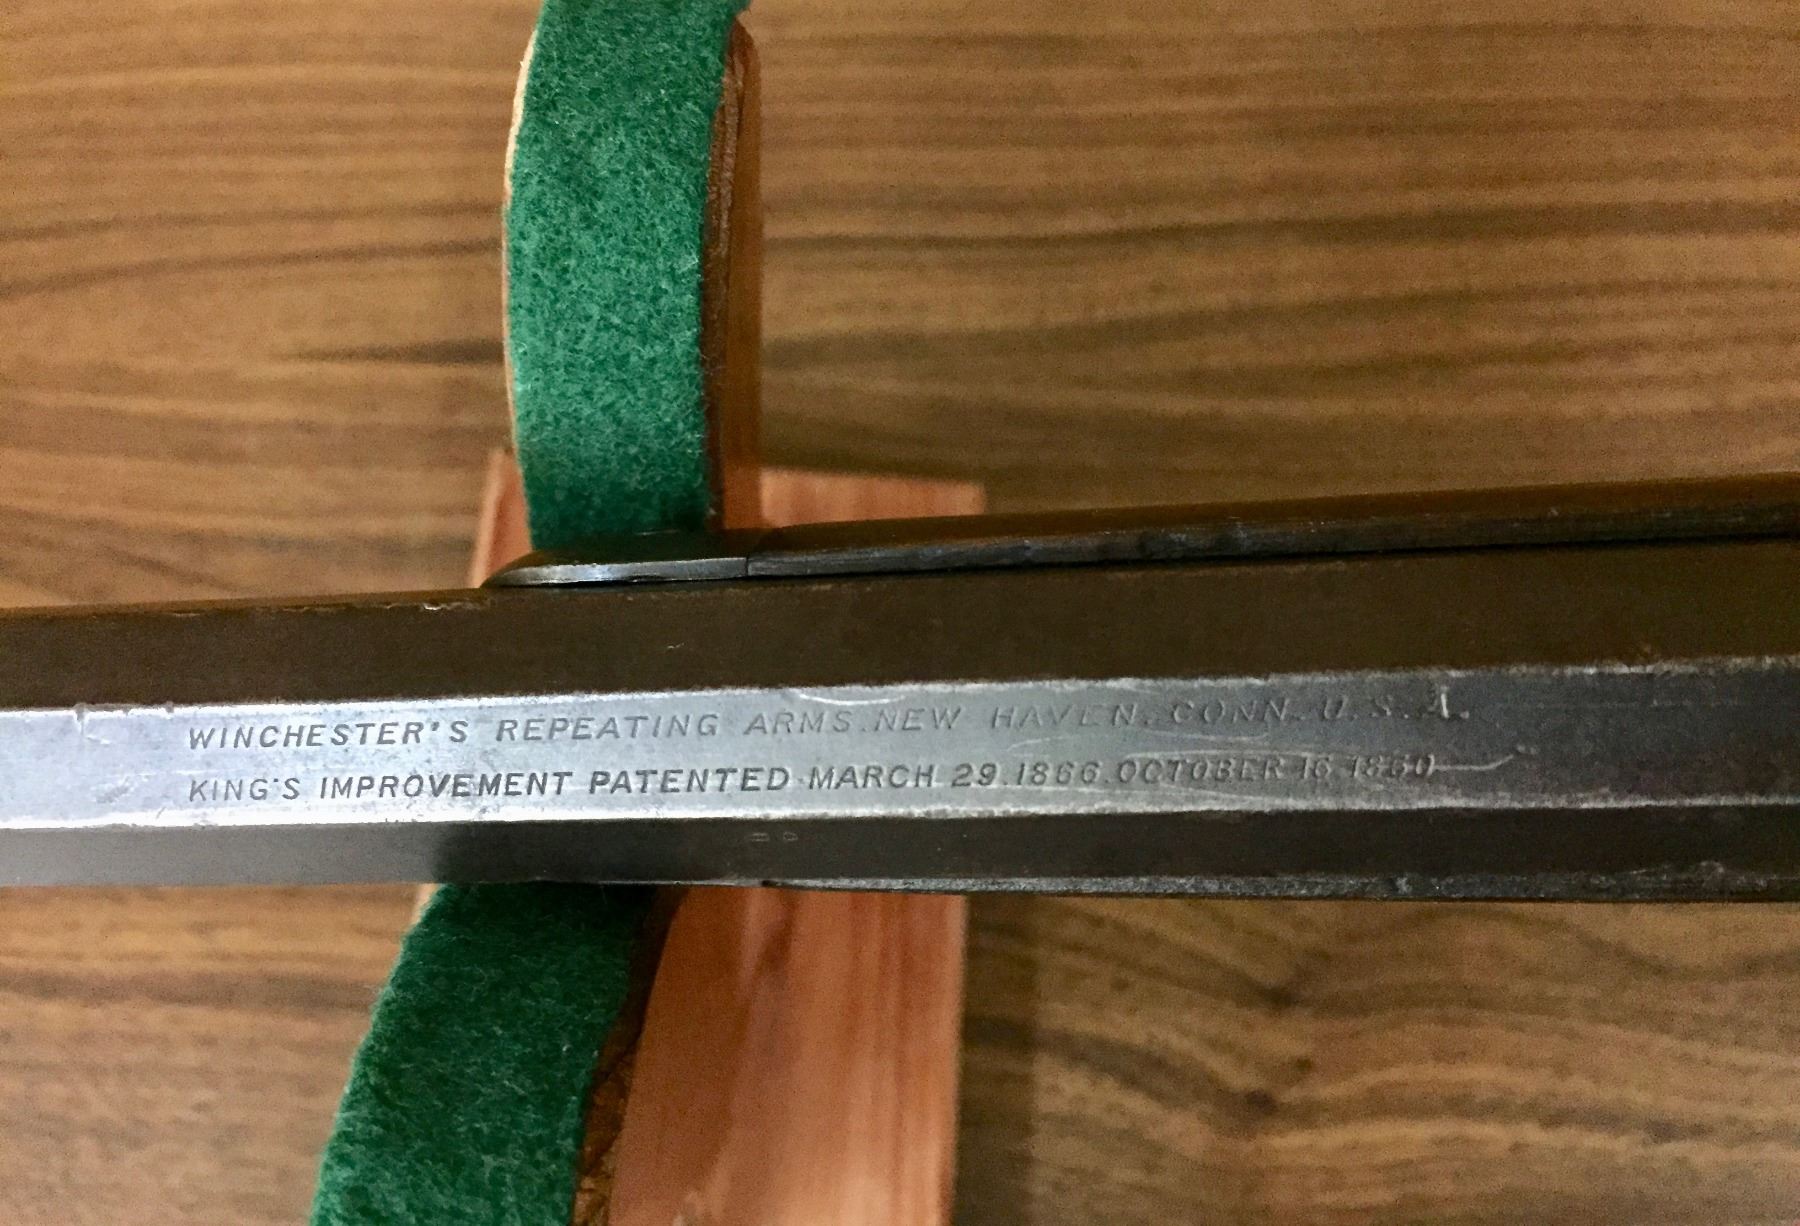 WINCHESTER'S REPEATING ARMS.NEW HAVEN. CONN. U.S.A.
KING'S IMPROVEMENT PATENTED-MARCH 29.1866.OCTOBER 16.1860